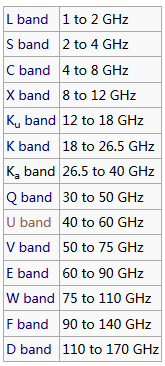 L band 1 to 2 GHz
S band 2 to 4 GHz
C band 4 to 8 GHz
X band 8 to 12 GHz
Ku band 12 to 18 GHz
K band 18 to 26.5 GHz
Ka band 26.5 to 40 GHz
Q band 30 to 50 GHz
U band 40 to 60 GHz
V band 50 to 75 GHz
E band 60 to 90 GHz
W band 75 to 110 GHz
F band 90 to 140 GHz
D band 110 to 170 GHz